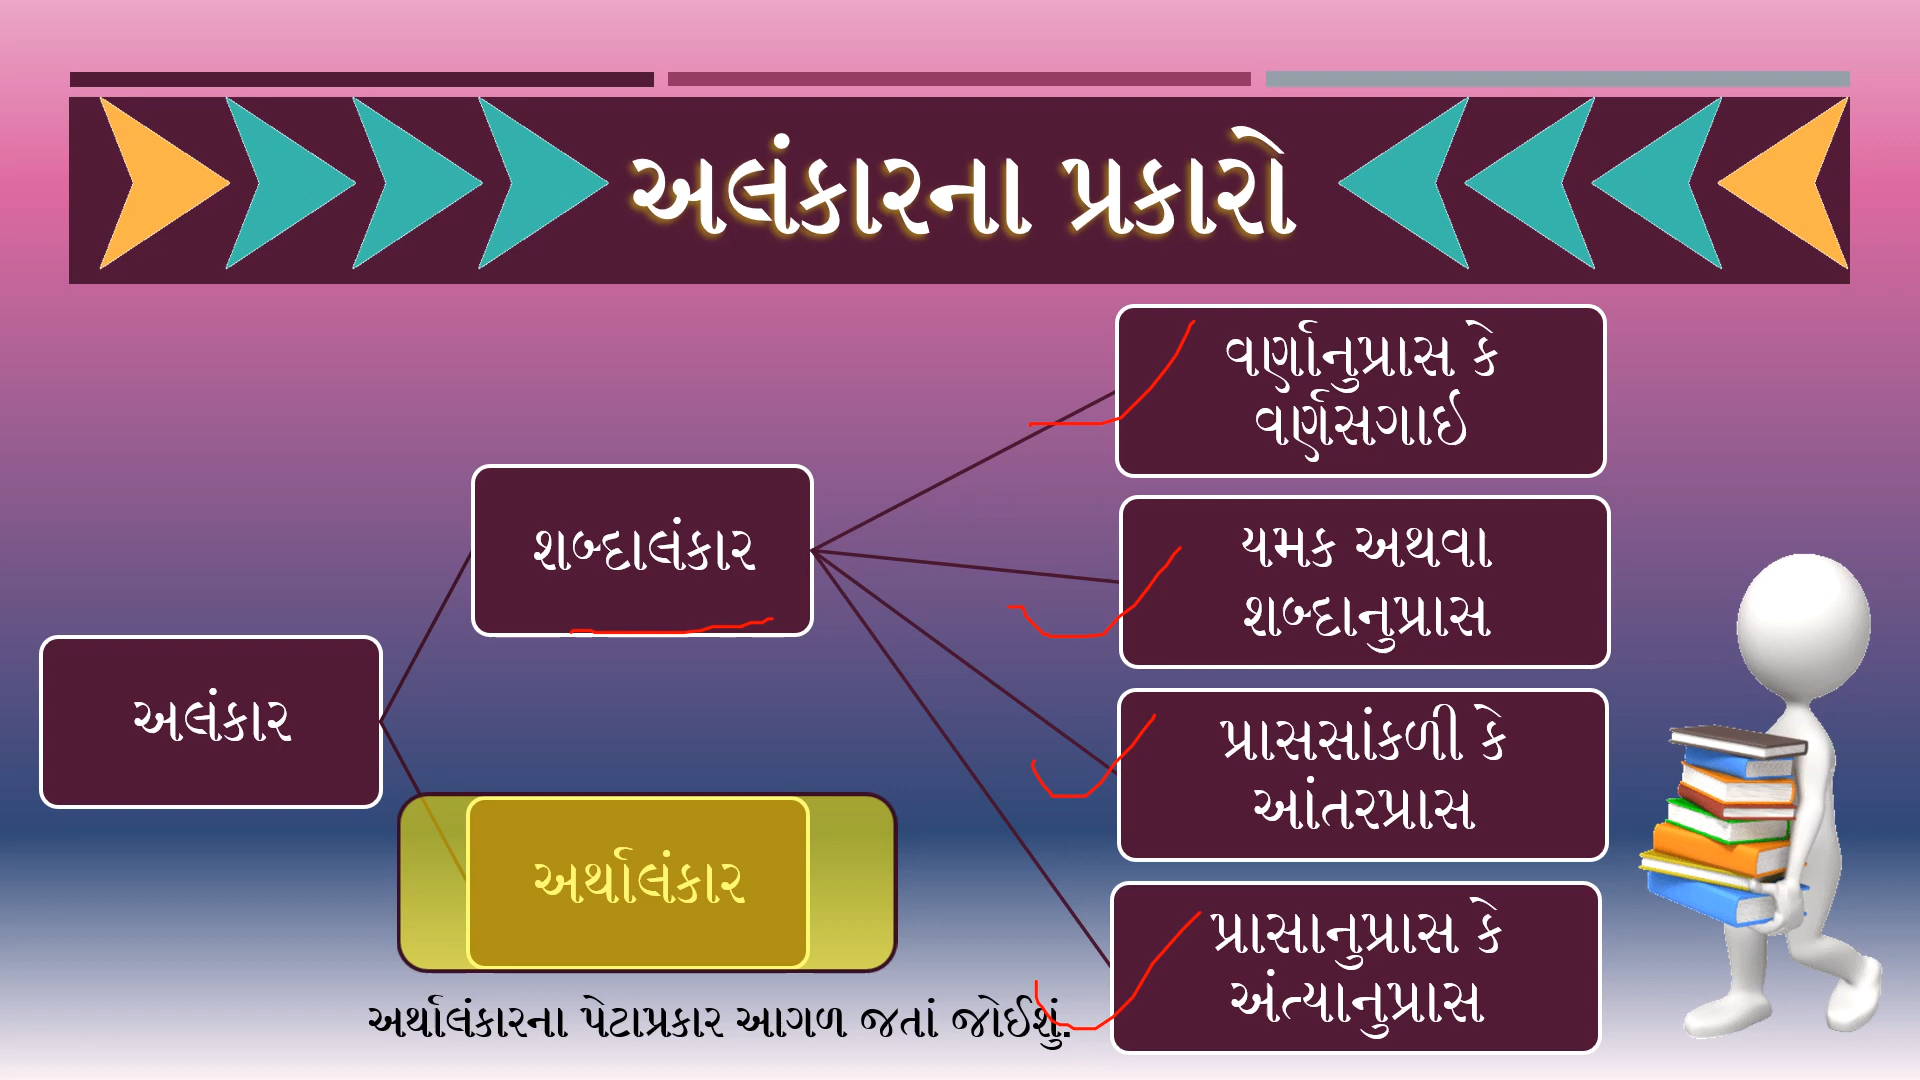 અલંકારના પ્રકારો
અલંકાર
શબ્દાલંકાર
અર્થાલંકાર
અર્થાલંકારના પેટાપ્રકાર આગળ જતાં જોઈશું.
વર્ણાનુપ્રાસ કે
વર્ણસગાઈ
યમક અથવા
શબ્દાનુપ્રાસ
પ્રાસસાંકળી કે
આંતરપ્રાસ
પ્રાસાનુપ્રાસ કે
અંત્યાનુપ્રાસ